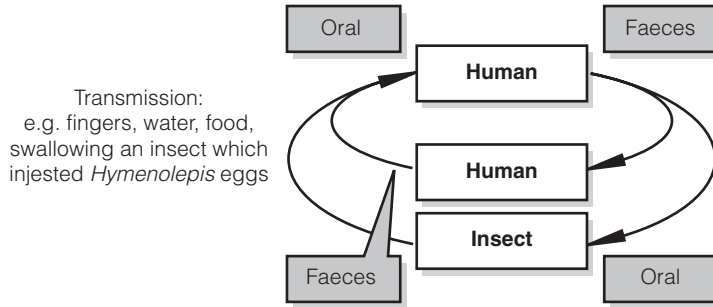 Oral
Faeces
Human
Transmission:
e.g. fingers, water, food,
swallowing an insect which
injested Hymenolepis eggs
Human
Insect
Faeces
Oral